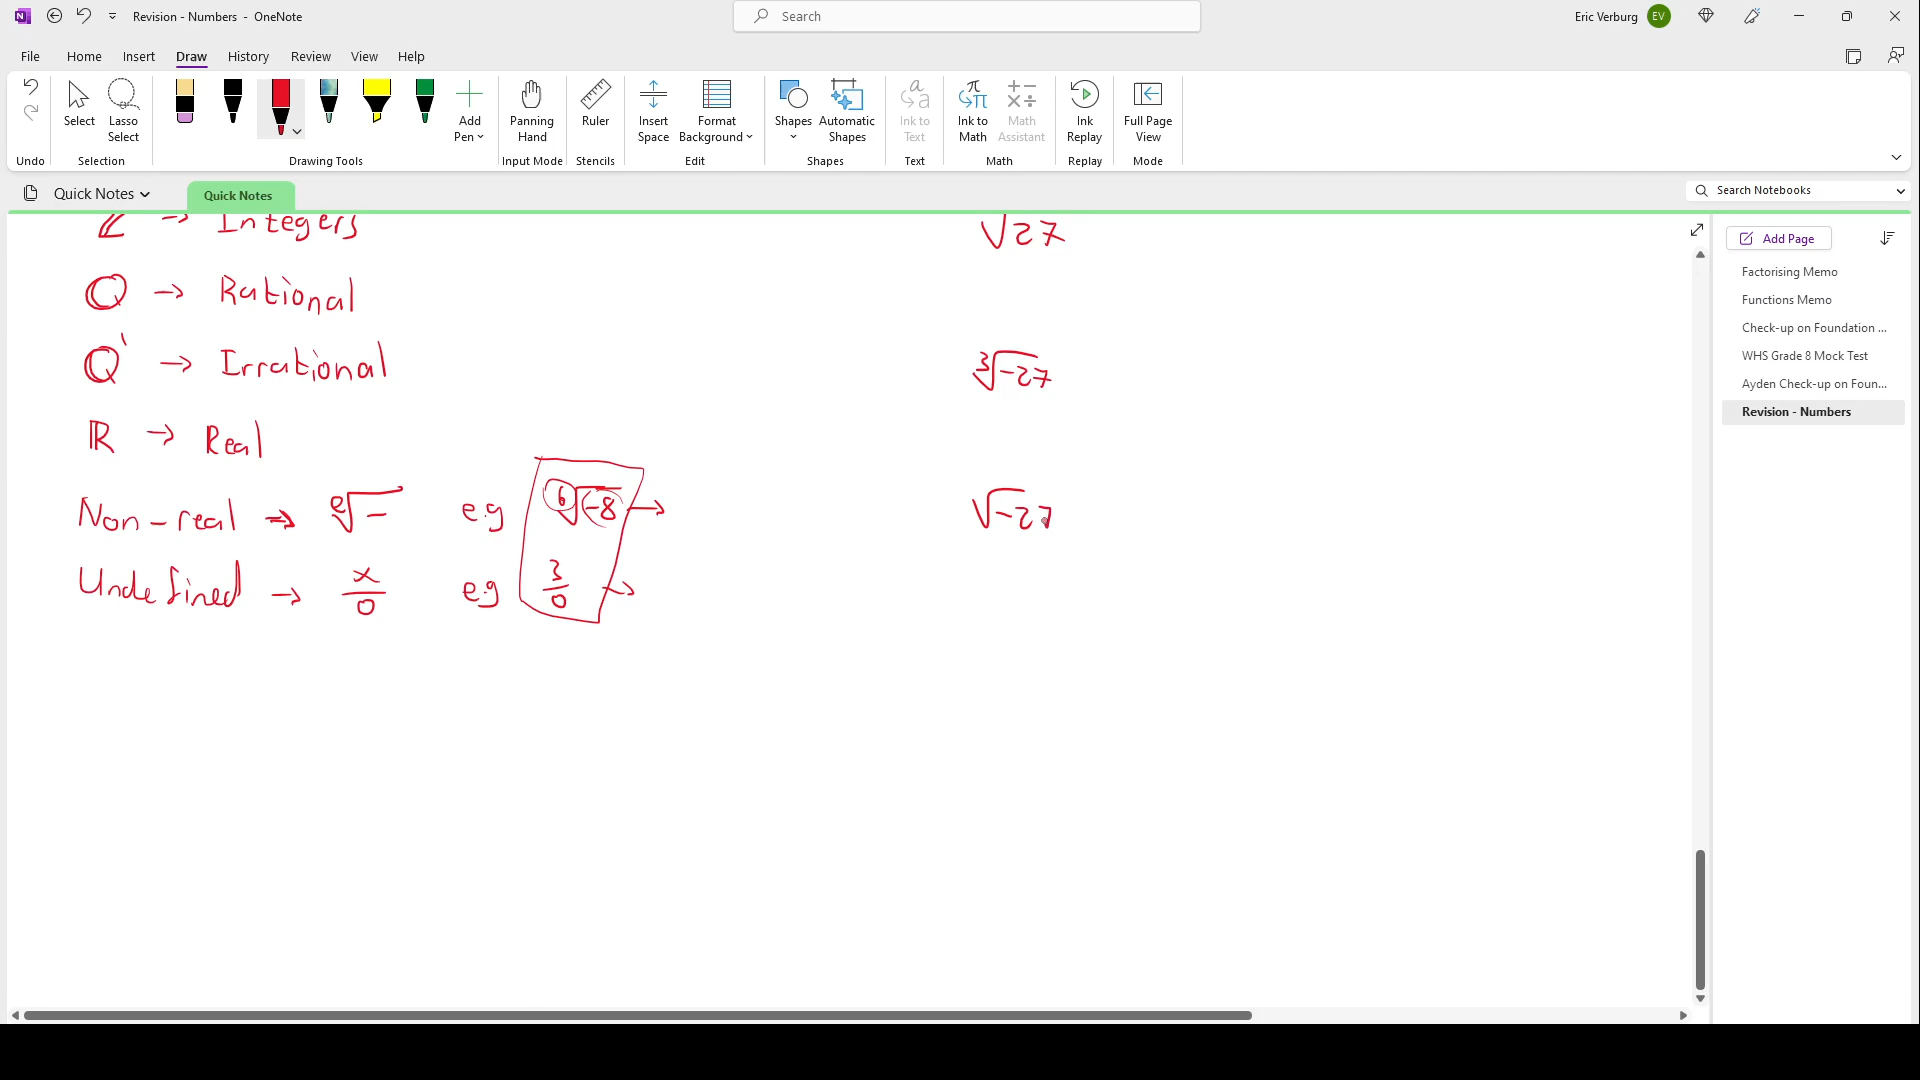 Revision - Numbers - OneNote
Search
Eric Verburg EV
File Home Insert Draw History Review View Help
Undo
Select
Lasso Select
Selection
Add Pen
Drawing Tools
Panning Hand
Input Mode
Ruler
Stencils
Insert Space
Format Background
Edit
Shapes
Automatic Shapes
Shapes
Ink to Text
Text
Ink to Math
Math Assistant
Math
Ink Replay
Replay
Full Page View
Mode
Quick Notes
Quick Notes
Search Notebooks
Add Page
Factorising Memo
Functions Memo
Check-up on Foundation ...
WHS Grade 8 Mock Test
Ayden Check-up on Foun...
Revision - Numbers
ℤ → Integers
√27
ℚ → Rational
ℚ' → Irrational
∛-27
ℝ → Real
Non-real → ᵉ√- e.g ⁶√-8 →
√-27
Undefined → x/0 e.g 3/0 →